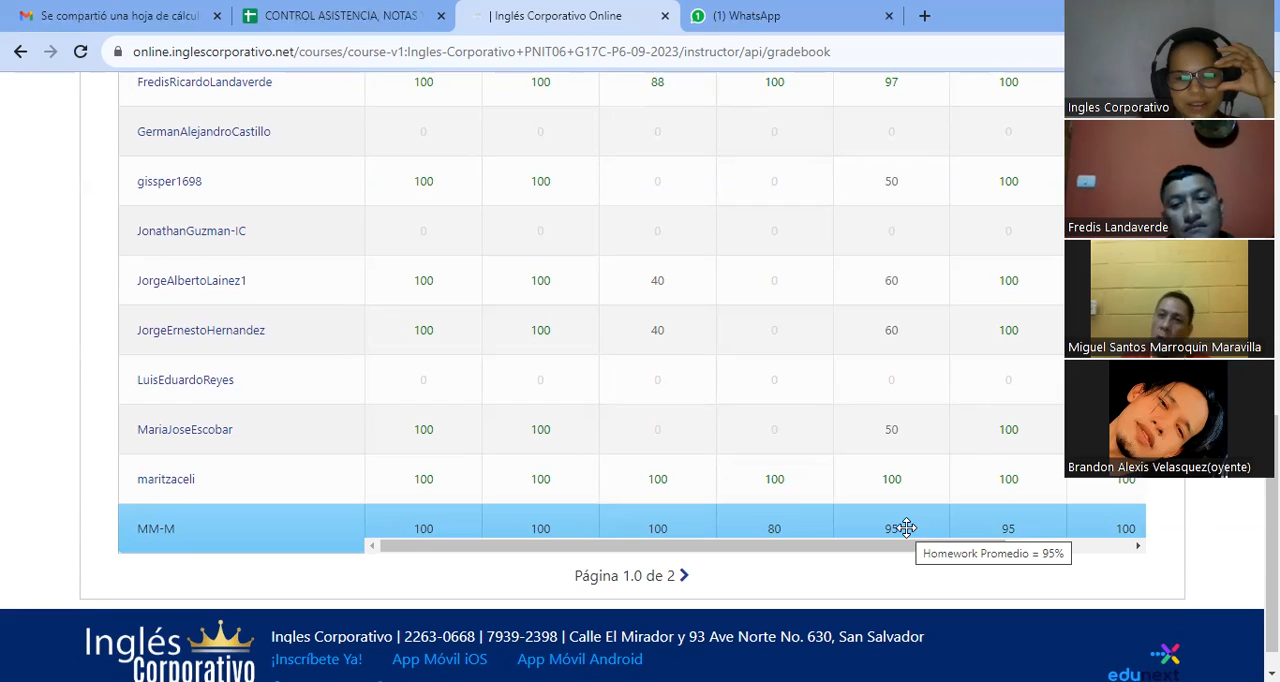 Se compartió una hoja de cálcul
CONTROL ASISTENCIA, NOTAS
| Inglés Corporativo Online
(1) WhatsApp
online.inglescorporativo.net/courses/course-v1:Ingles-Corporativo+PNIT06+G17C-P6-09-2023/instructor/api/gradebook
FredisRicardoLandaverde 100 100 88 100 97 100
GermanAlejandroCastillo 0 0 0 0 0 0
gissper1698 100 100 0 0 50 100
JonathanGuzman-IC 0 0 0 0 0 0
JorgeAlbertoLainez1 100 100 40 0 60 100
JorgeErnestoHernandez 100 100 40 0 60 100
LuisEduardoReyes 0 0 0 0 0 0
MariaJoseEscobar 100 100 0 0 50 100
maritzaceli 100 100 100 100 100 100 100
MM-M 100 100 100 80 95 95 100
Homework Promedio = 95%
Página 1.0 de 2
Ingles Corporativo
Fredis Landaverde
Miguel Santos Marroquin Maravilla
Brandon Alexis Velasquez(oyente)
Inglés
Corporativo
Ingles Corporativo | 2263-0668 | 7939-2398 | Calle El Mirador y 93 Ave Norte No. 630, San Salvador
¡Inscríbete Ya! App Móvil iOS App Móvil Android
edunext